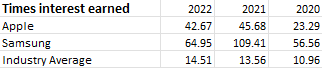 Times interest earned 2022 2021 2020
Apple 42.67 45.68 23.29
Samsung 64.95 109.41 56.56
Industry Average 14.51 13.56 10.96